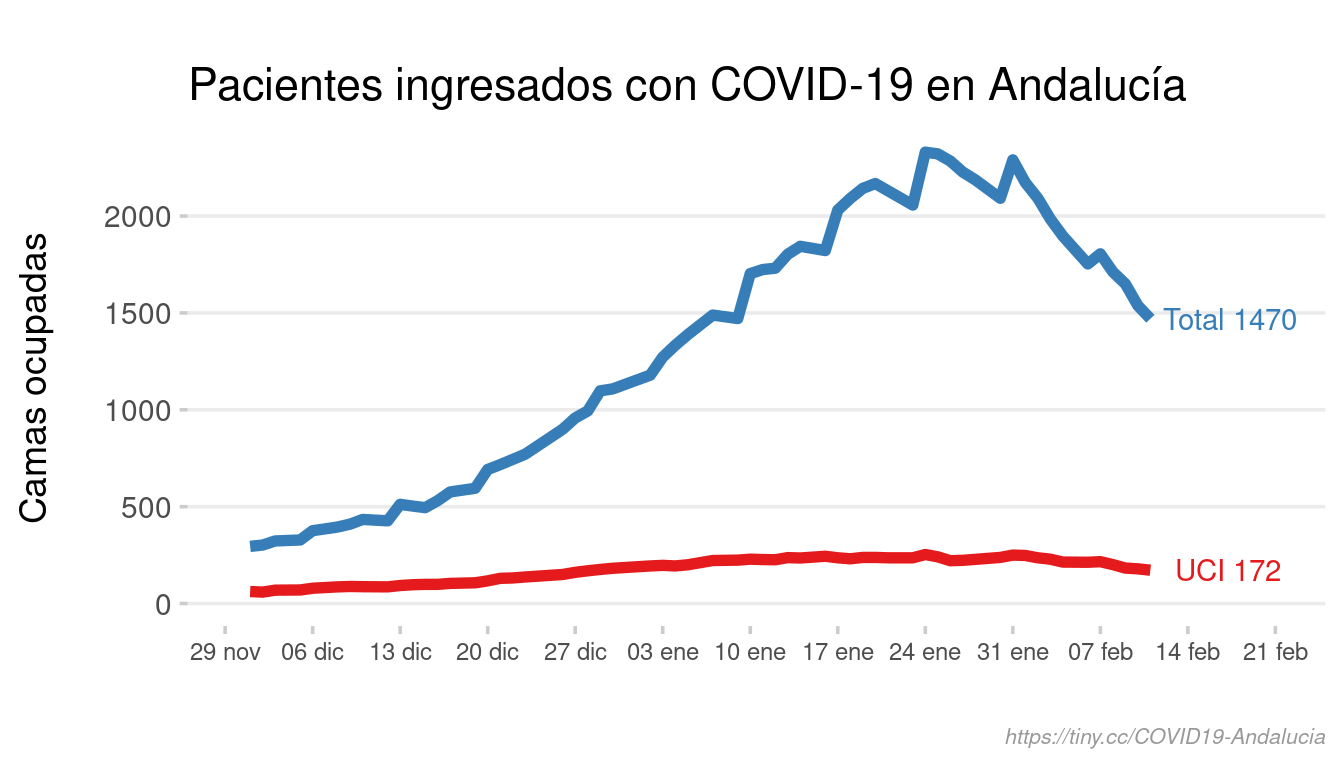 Pacientes ingresados con COVID-19 en Andalucía
Camas ocupadas
2000
1500
1000
500
0
Total 1470
UCI 172
29 nov 06 dic 13 dic 20 dic 27 dic 03 ene 10 ene 17 ene 24 ene 31 ene 07 feb 14 feb 21 feb
https://tiny.cc/COVID19-Andalucia